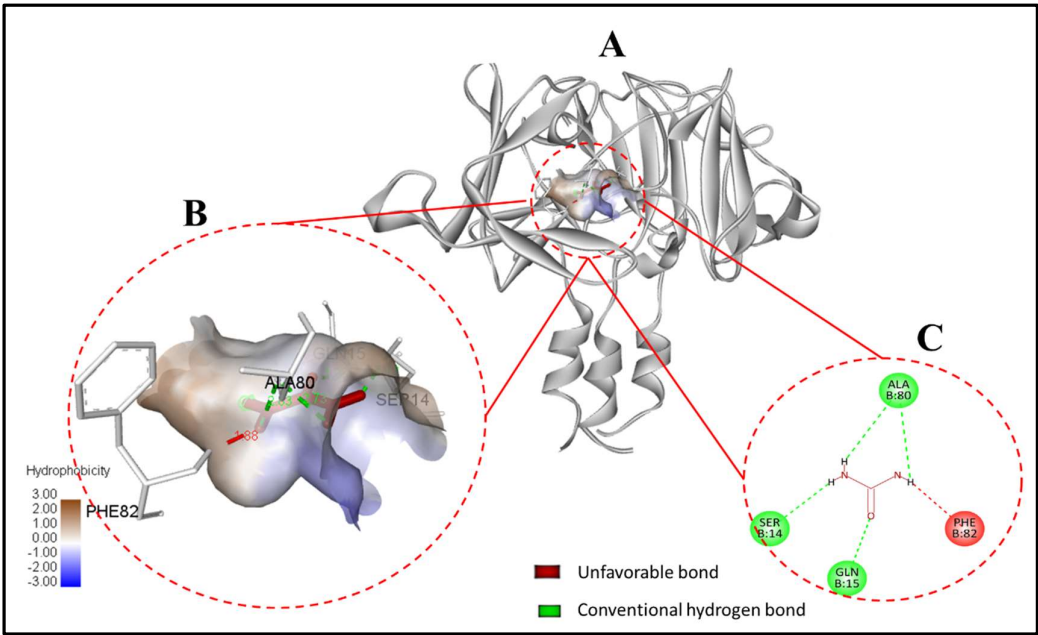 A
B
GLN15
ALA80
SER14
1.88
Hydrophobicity
3.00
2.00
1.00
0.00
-1.00
-2.00
-3.00
PHE82
C
ALA
B:80
H
H
N
N
H
O
SER
B:14
PHE
B:82
GLN
B:15
Unfavorable bond
Conventional hydrogen bond